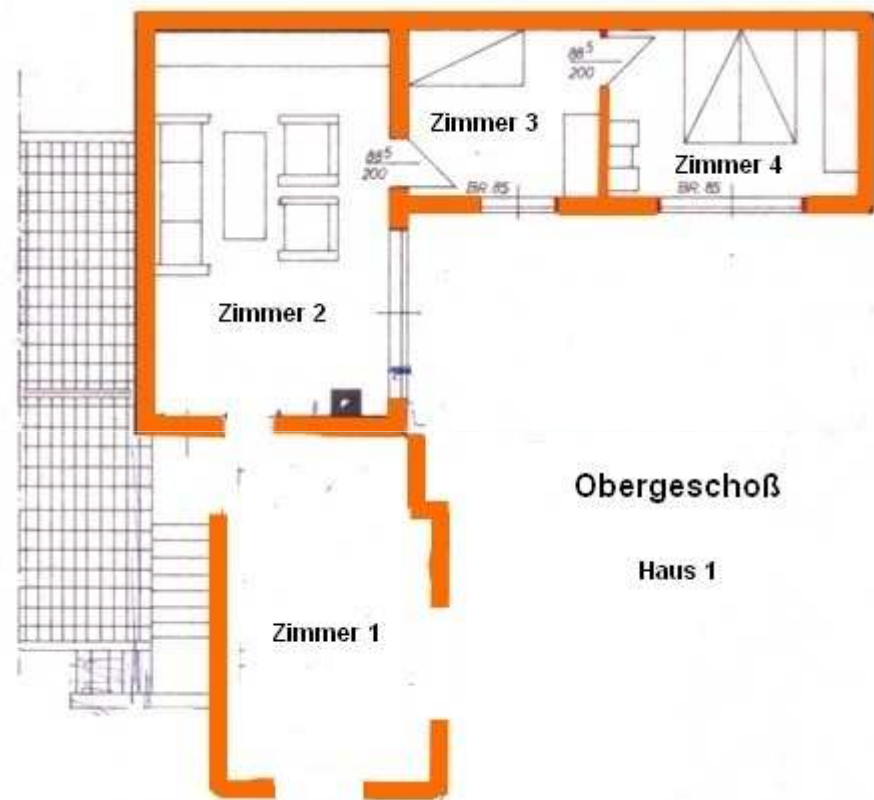 88⁵
200
Zimmer 3
88⁵
200
Zimmer 4
BR 85
BR 85
Zimmer 2
Obergeschoß
Haus 1
Zimmer 1